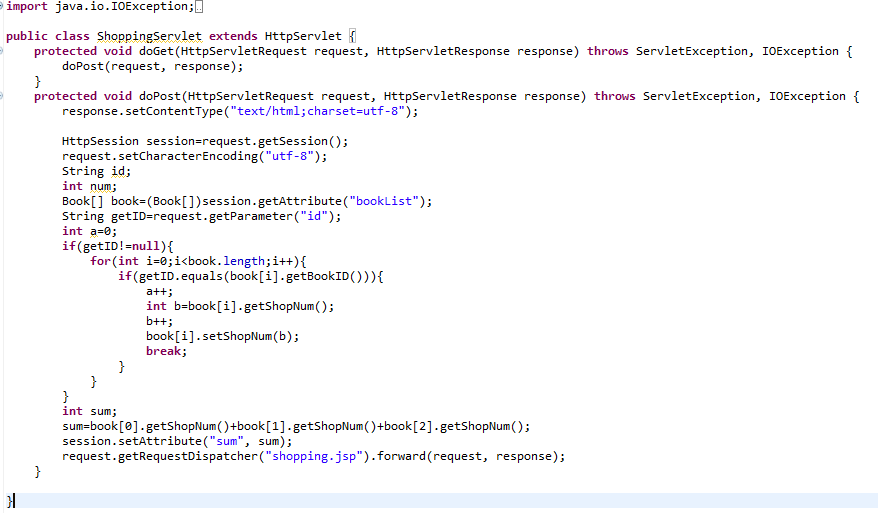 import java.io.IOException;
public class ShoppingServlet extends HttpServlet {
    protected void doGet(HttpServletRequest request, HttpServletResponse response) throws ServletException, IOException {
        doPost(request, response);
    }
    protected void doPost(HttpServletRequest request, HttpServletResponse response) throws ServletException, IOException {
        response.setContentType("text/html;charset=utf-8");
        HttpSession session=request.getSession();
        request.setCharacterEncoding("utf-8");
        String id;
        int num;
        Book[] book=(Book[])session.getAttribute("bookList");
        String getID=request.getParameter("id");
        int a=0;
        if(getID!=null){
            for(int i=0;i<book.length;i++){
                if(getID.equals(book[i].getBookID())){
                    a++;
                    int b=book[i].getShopNum();
                    b++;
                    book[i].setShopNum(b);
                    break;
                }
            }
        }
        int sum;
        sum=book[0].getShopNum()+book[1].getShopNum()+book[2].getShopNum();
        session.setAttribute("sum", sum);
        request.getRequestDispatcher("shopping.jsp").forward(request, response);
    }
}